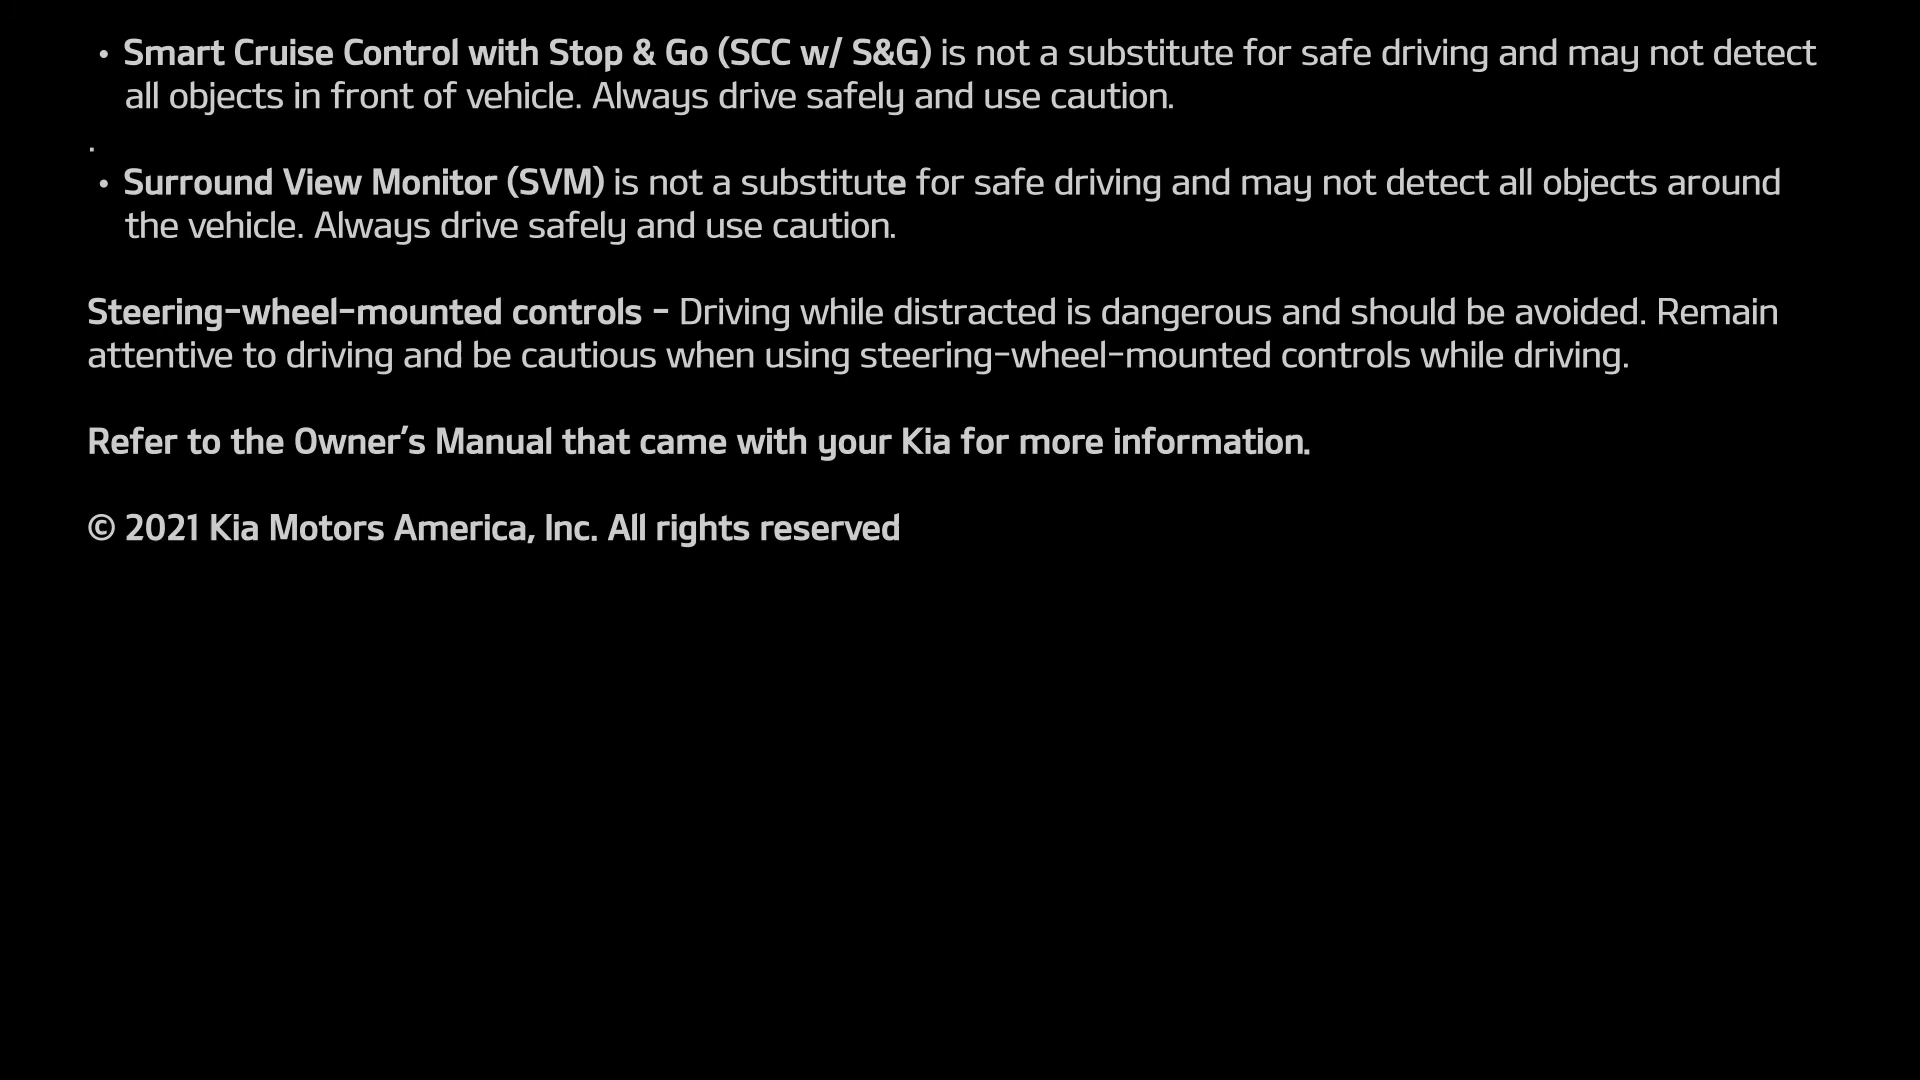 • Smart Cruise Control with Stop & Go (SCC w/ S&G) is not a substitute for safe driving and may not detect
all objects in front of vehicle. Always drive safely and use caution.
.
• Surround View Monitor (SVM) is not a substitute for safe driving and may not detect all objects around
the vehicle. Always drive safely and use caution.
Steering-wheel-mounted controls - Driving while distracted is dangerous and should be avoided. Remain
attentive to driving and be cautious when using steering-wheel-mounted controls while driving.
Refer to the Owner’s Manual that came with your Kia for more information.
© 2021 Kia Motors America, Inc. All rights reserved